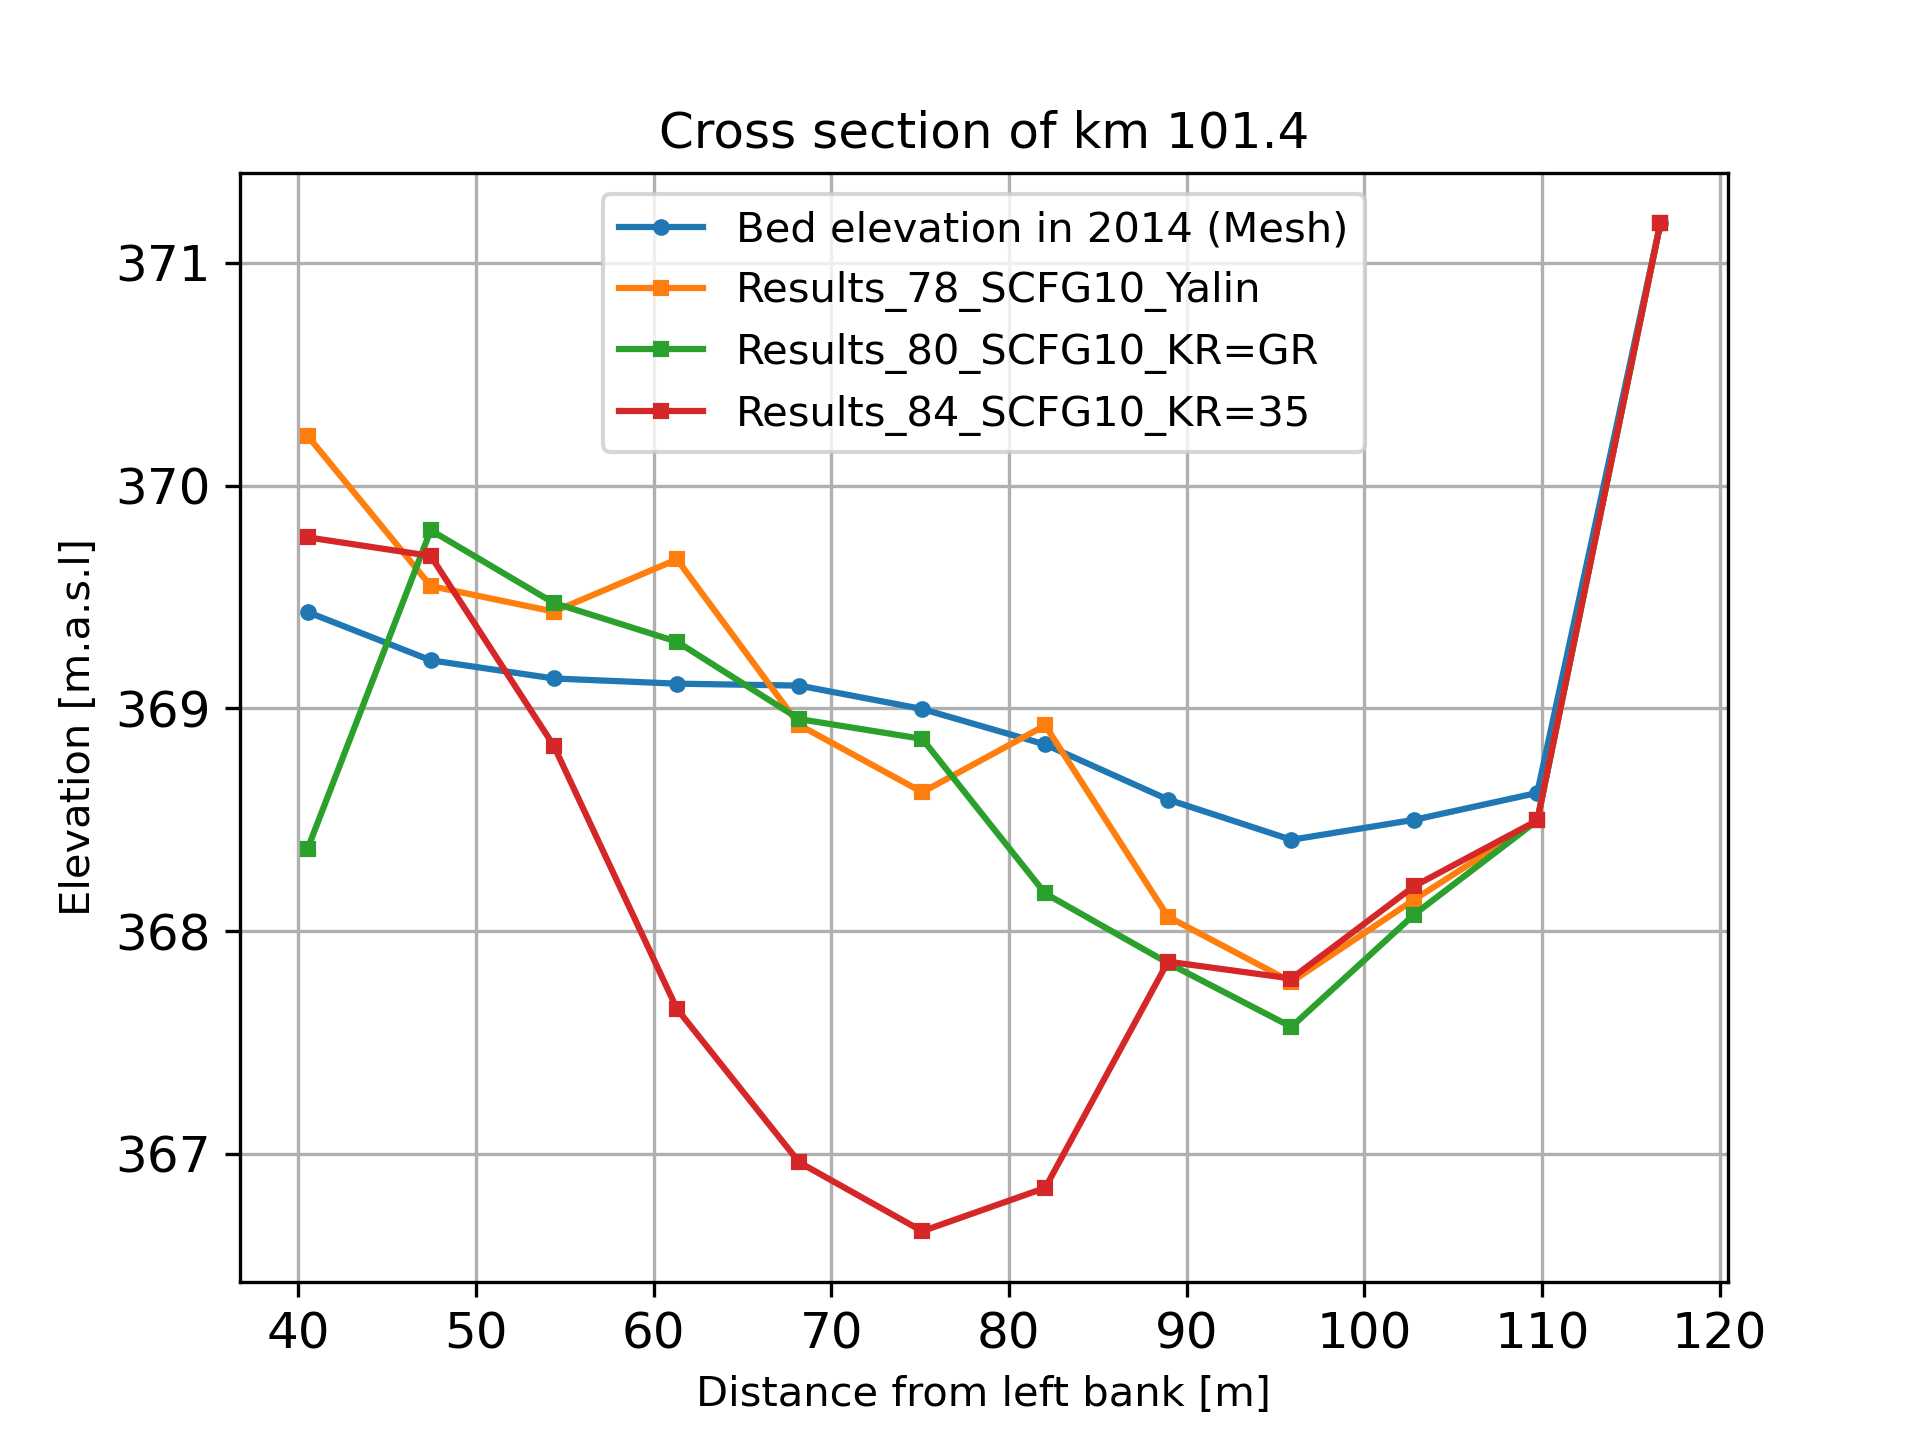 Cross section of km 101.4
Bed elevation in 2014 (Mesh)
Results_78_SCFG10_Yalin
Results_80_SCFG10_KR=GR
Results_84_SCFG10_KR=35
371
370
369
368
367
Elevation [m.a.s.l]
40 50 60 70 80 90 100 110 120
Distance from left bank [m]